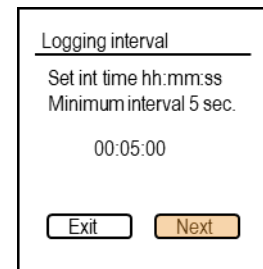 Logging interval
Set int time hh:mm:ss
Minimum interval 5 sec.
00:05:00
Exit Next